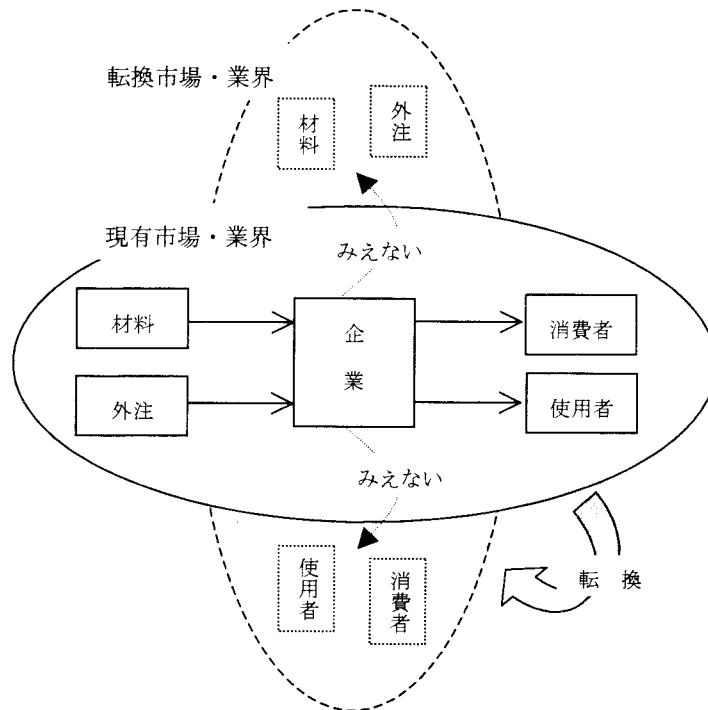 転換市場・業界
材料
外注
現有市場・業界
みえない
材料
企業
消費者
外注
使用者
みえない
使用者
消費者
転換